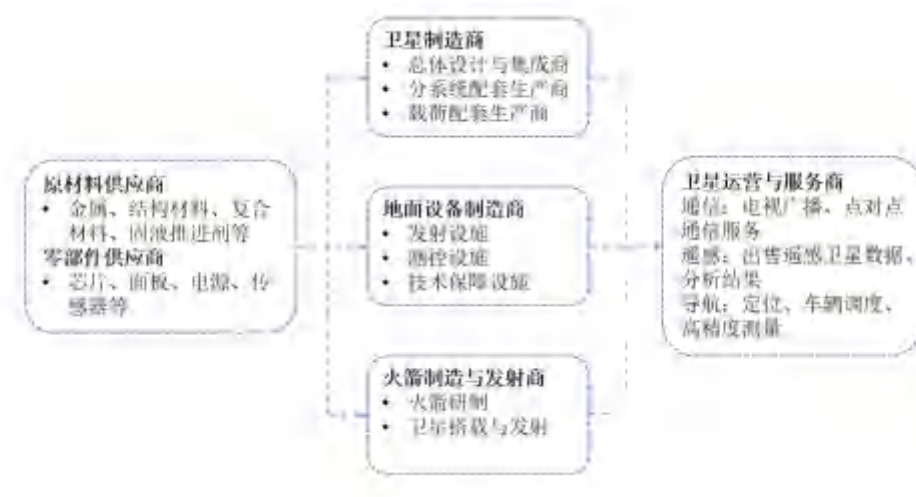 卫星制造商
• 总体设计与集成商
• 分系统配套生产商
• 载荷配套生产商
原材料供应商
• 金属、结构材料、复合
材料、固液推进剂等
零部件供应商
• 芯片、面板、电源、传
感器等
地面设备制造商
• 发射设施
• 测控设施
• 技术保障设施
火箭制造与发射商
• 火箭研制
• 卫星搭载与发射
卫星运营与服务商
通信：电视广播、点对点
通信服务
遥感：出售遥感卫星数据、
分析结果
导航：定位、车辆调度、
高精度测量